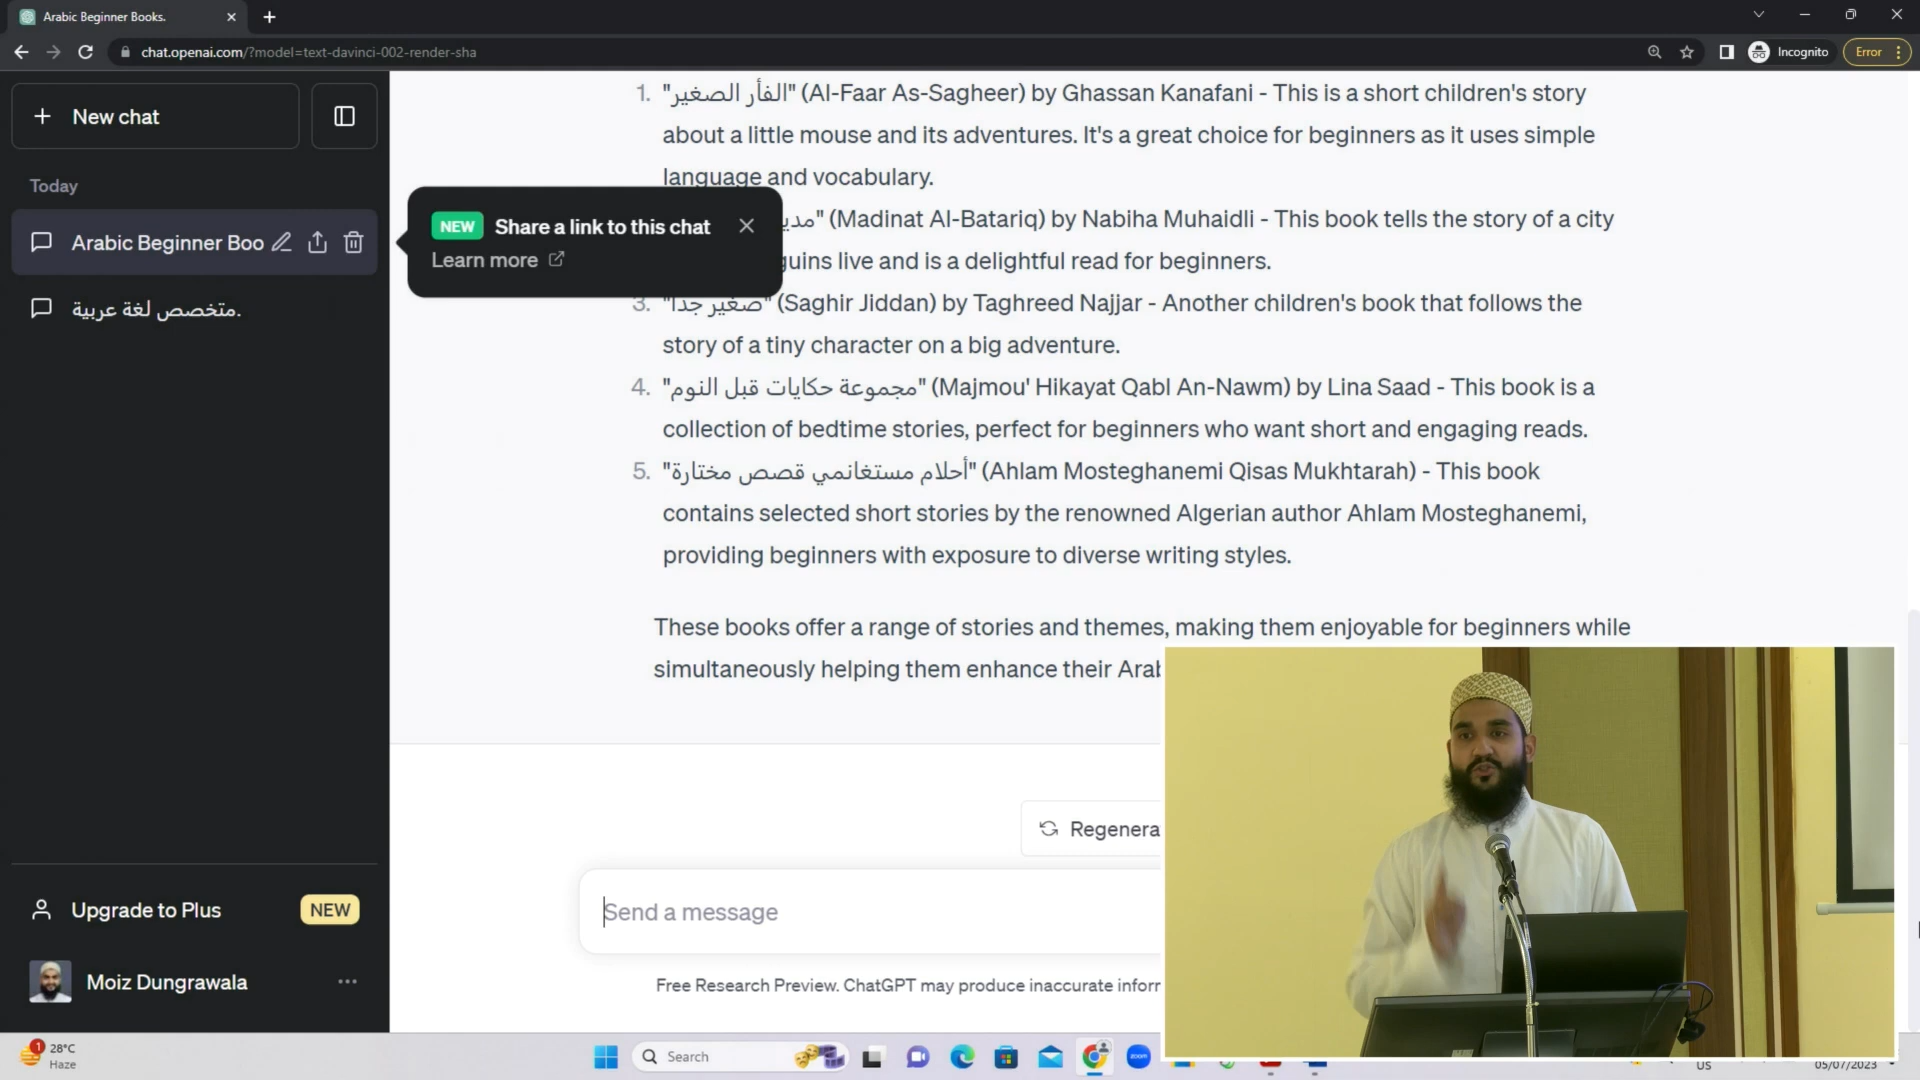 Arabic Beginner Books.
chat.openai.com/?model=text-davinci-002-render-sha
Incognito
Error
New chat
Today
Arabic Beginner Boo
متخصص لغة عربية.
NEW Share a link to this chat
Learn more
1. "الفأر الصغير" (Al-Faar As-Sagheer) by Ghassan Kanafani - This is a short children's story
about a little mouse and its adventures. It's a great choice for beginners as it uses simple
language and vocabulary.
مدي" (Madinat Al-Batariq) by Nabiha Muhaidli - This book tells the story of a city
guins live and is a delightful read for beginners.
3. "صغير جدا" (Saghir Jiddan) by Taghreed Najjar - Another children's book that follows the
story of a tiny character on a big adventure.
4. "مجموعة حكايات قبل النوم" (Majmou' Hikayat Qabl An-Nawm) by Lina Saad - This book is a
collection of bedtime stories, perfect for beginners who want short and engaging reads.
5. "أحلام مستغانمي قصص مختارة" (Ahlam Mosteghanemi Qisas Mukhtarah) - This book
contains selected short stories by the renowned Algerian author Ahlam Mosteghanemi,
providing beginners with exposure to diverse writing styles.
These books offer a range of stories and themes, making them enjoyable for beginners while
simultaneously helping them enhance their Arab
Regenera
Send a message
Free Research Preview. ChatGPT may produce inaccurate inform
Upgrade to Plus
NEW
Moiz Dungrawala
1
28°C
Haze
Search
zoom
US
05/07/2023